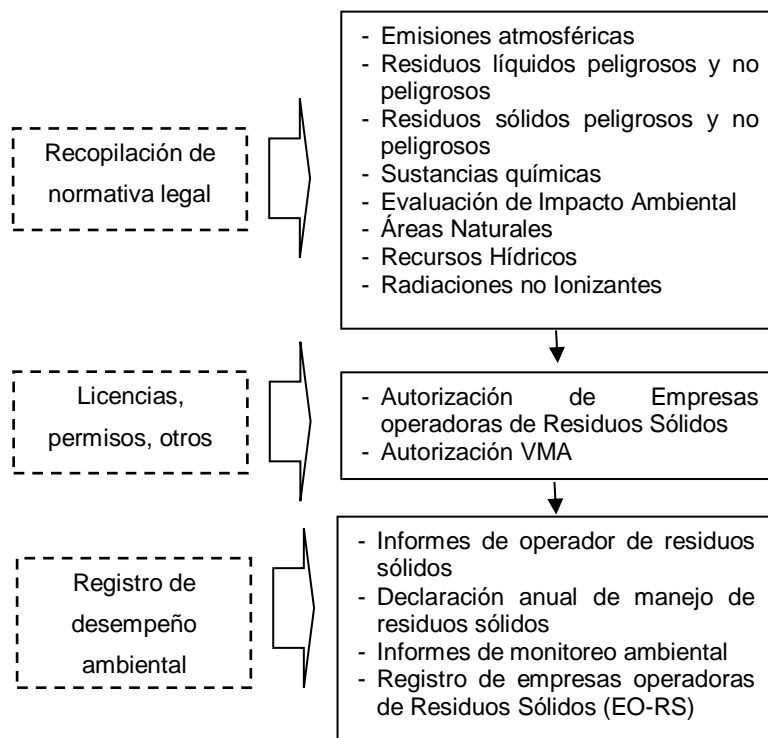 Recopilación de
normativa legal
- Emisiones atmosféricas
- Residuos líquidos peligrosos y no
peligrosos
- Residuos sólidos peligrosos y no
peligrosos
- Sustancias químicas
- Evaluación de Impacto Ambiental
- Áreas Naturales
- Recursos Hídricos
- Radiaciones no Ionizantes
Licencias,
permisos, otros
- Autorización de Empresas
operadoras de Residuos Sólidos
- Autorización VMA
Registro de
desempeño
ambiental
- Informes de operador de residuos
sólidos
- Declaración anual de manejo de
residuos sólidos
- Informes de monitoreo ambiental
- Registro de empresas operadoras
de Residuos Sólidos (EO-RS)